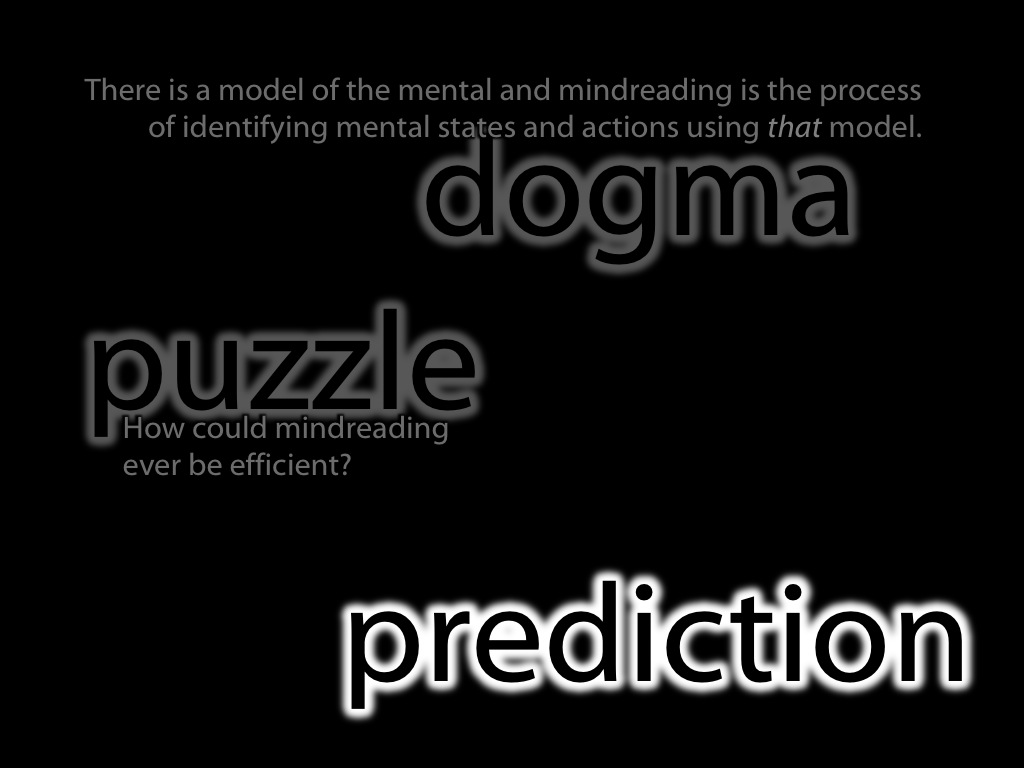 There is a model of the mental and mindreading is the process
of identifying mental states and actions using that model.
dogma
puzzle
How could mindreading
ever be efficient?
prediction